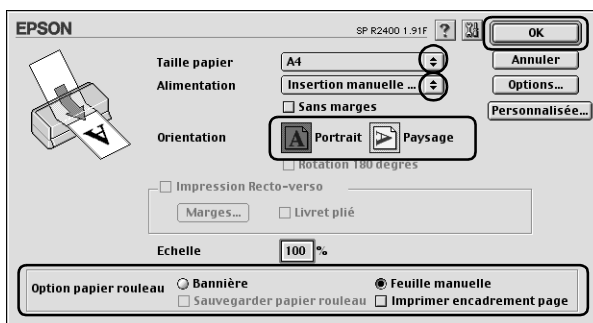 EPSON SP R2400 1.91F ? OK
Taille papier A4 Annuler
Alimentation Insertion manuelle ... Options...
Sans marges Personnalisée...
Orientation A Portrait A Paysage
Rotation 180 degrés
Impression Recto-verso
Marges... Livret plié
Echelle 100 %
Option papier rouleau Bannière Feuille manuelle
Sauvegarder papier rouleau Imprimer encadrement page
A